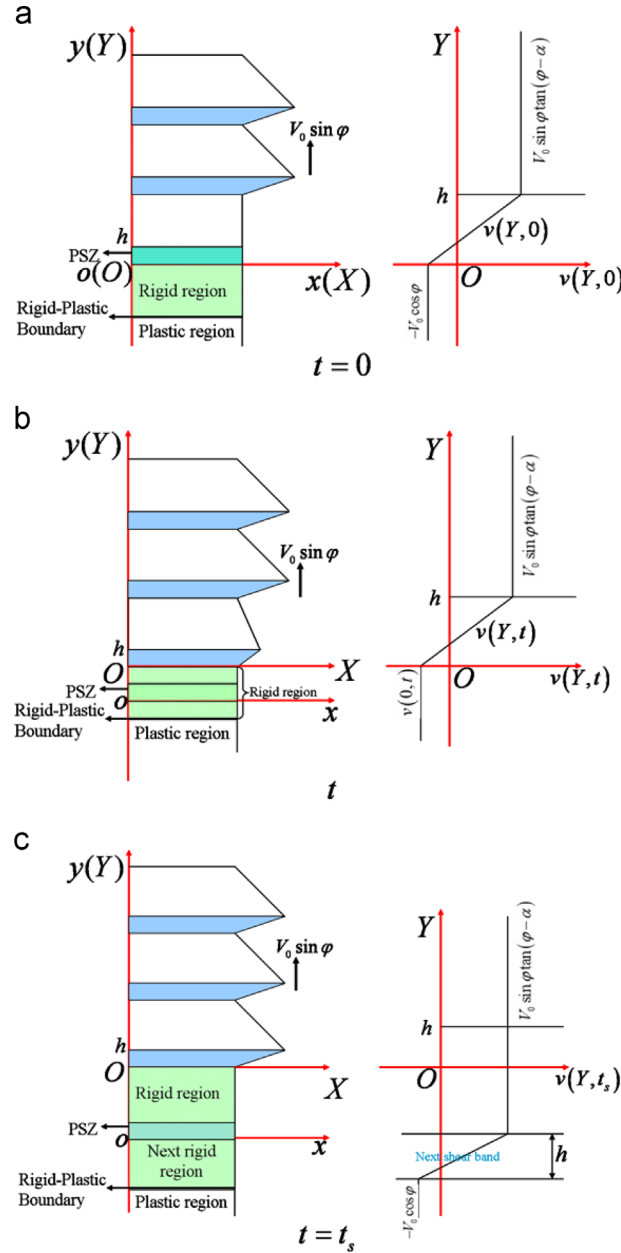 a
y(Y)
V₀ sin φ
h
PSZ
o(O)
x(X)
Rigid region
Rigid-Plastic
Boundary
Plastic region
Y
V₀ sin φ tan(φ−α)
h
v(Y,0)
O
v(Y,0)
−V₀ cos φ
t = 0
b
y(Y)
V₀ sin φ
h
O
X
PSZ
Rigid region
o
x
Rigid-Plastic
Boundary
Plastic region
Y
V₀ sin φ tan(φ−α)
h
v(Y,t)
O
v(Y,t)
v(0,t)
t
c
y(Y)
V₀ sin φ
h
O
X
Rigid region
PSZ
o
x
Next rigid
region
Rigid-Plastic
Boundary
Plastic region
Y
V₀ sin φ tan(φ−α)
h
O
v(Y,tₛ)
Next shear band
h
−V₀ cos φ
t = tₛ